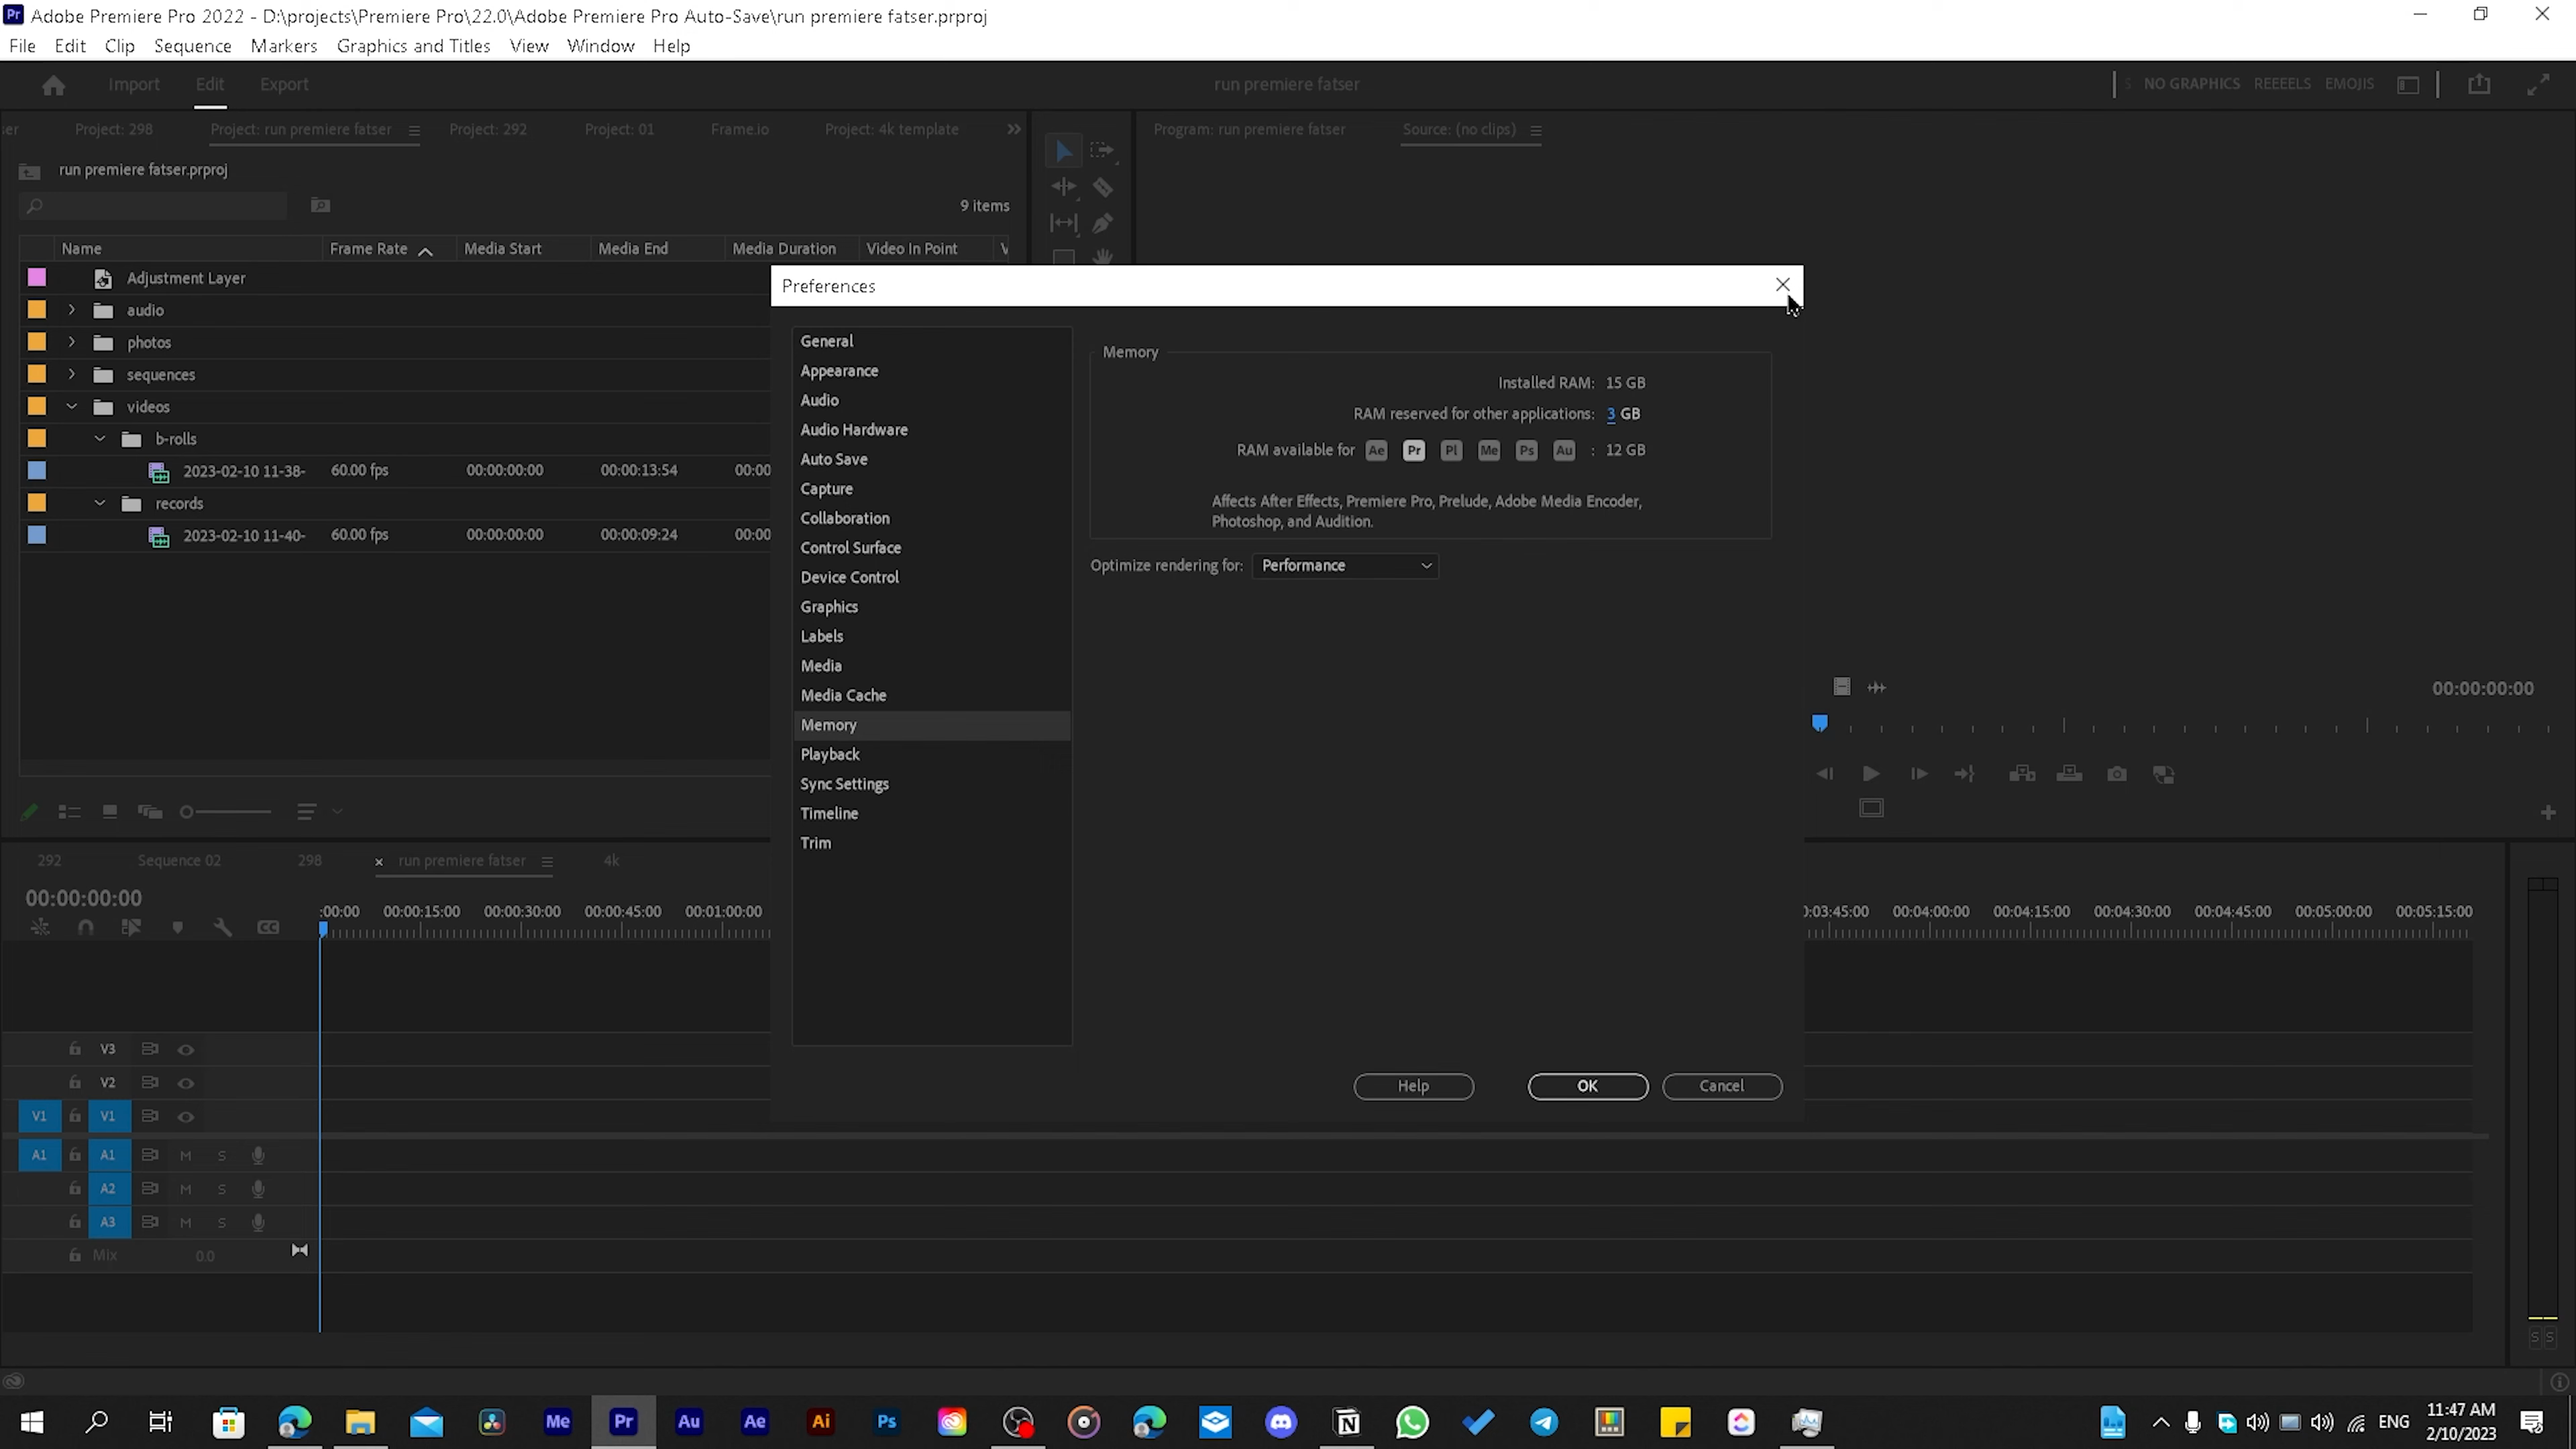 Adobe Premiere Pro 2022 - D:\projects\Premiere Pro\22.0\Adobe Premiere Pro Auto-Save\run premiere fatser.prproj
File Edit Clip Sequence Markers Graphics and Titles View Window Help
Import Edit Export
run premiere fatser
NO GRAPHICS REEEELS EMOJIS
Project: 298 Project: run premiere fatser Project: 292 Project: 01 Frame.io Project: 4k template
Program: run premiere fatser Source: (no clips)
run premiere fatser.prproj
9 items
Name Frame Rate Media Start Media End Media Duration Video In Point
Adjustment Layer
audio
photos
sequences
videos
b-rolls
2023-02-10 11-38- 60.00 fps 00:00:00:00 00:00:13:54 00:00
records
2023-02-10 11-40- 60.00 fps 00:00:00:00 00:00:09:24 00:00
Preferences
General
Appearance
Audio
Audio Hardware
Auto Save
Capture
Collaboration
Control Surface
Device Control
Graphics
Labels
Media
Media Cache
Memory
Playback
Sync Settings
Timeline
Trim
Memory
Installed RAM: 15 GB
RAM reserved for other applications: 3 GB
RAM available for Ae Pr Pl Me Ps Au : 12 GB
Affects After Effects, Premiere Pro, Prelude, Adobe Media Encoder,
Photoshop, and Audition.
Optimize rendering for: Performance
Help OK Cancel
00:00:00:00
292 Sequence 02 298 run premiere fatser 4k
00:00:00:00
:00:00 00:00:15:00 00:00:30:00 00:00:45:00 00:01:00:00
0:03:45:00 00:04:00:00 00:04:15:00 00:04:30:00 00:04:45:00 00:05:00:00 00:05:15:00
V3
V2
V1 V1
A1 A1 M S
A2 M S
A3 M S
Mix 0.0
S S
Me Pr Au Ae Ai Ps
ENG
11:47 AM
2/10/2023